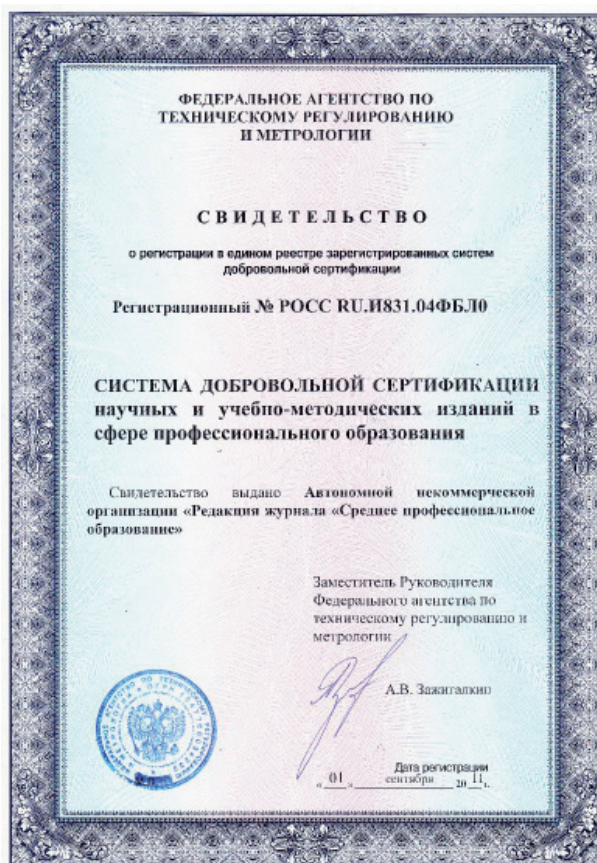 ФЕДЕРАЛЬНОЕ АГЕНТСТВО ПО
ТЕХНИЧЕСКОМУ РЕГУЛИРОВАНИЮ
И МЕТРОЛОГИИ
СВИДЕТЕЛЬСТВО
о регистрации в едином реестре зарегистрированных систем
добровольной сертификации
Регистрационный № РОСС RU.И831.04ФБЛ0
СИСТЕМА ДОБРОВОЛЬНОЙ СЕРТИФИКАЦИИ
научных и учебно-методических изданий в
сфере профессионального образования
Свидетельство выдано Автономной некоммерческой
организации «Редакция журнала «Среднее профессиональное
образование»
Заместитель Руководителя
Федерального агентства по
техническому регулированию и
метрологии
А.В. Зажигалкин
Дата регистрации
« 01 » сентября 20 11 г.